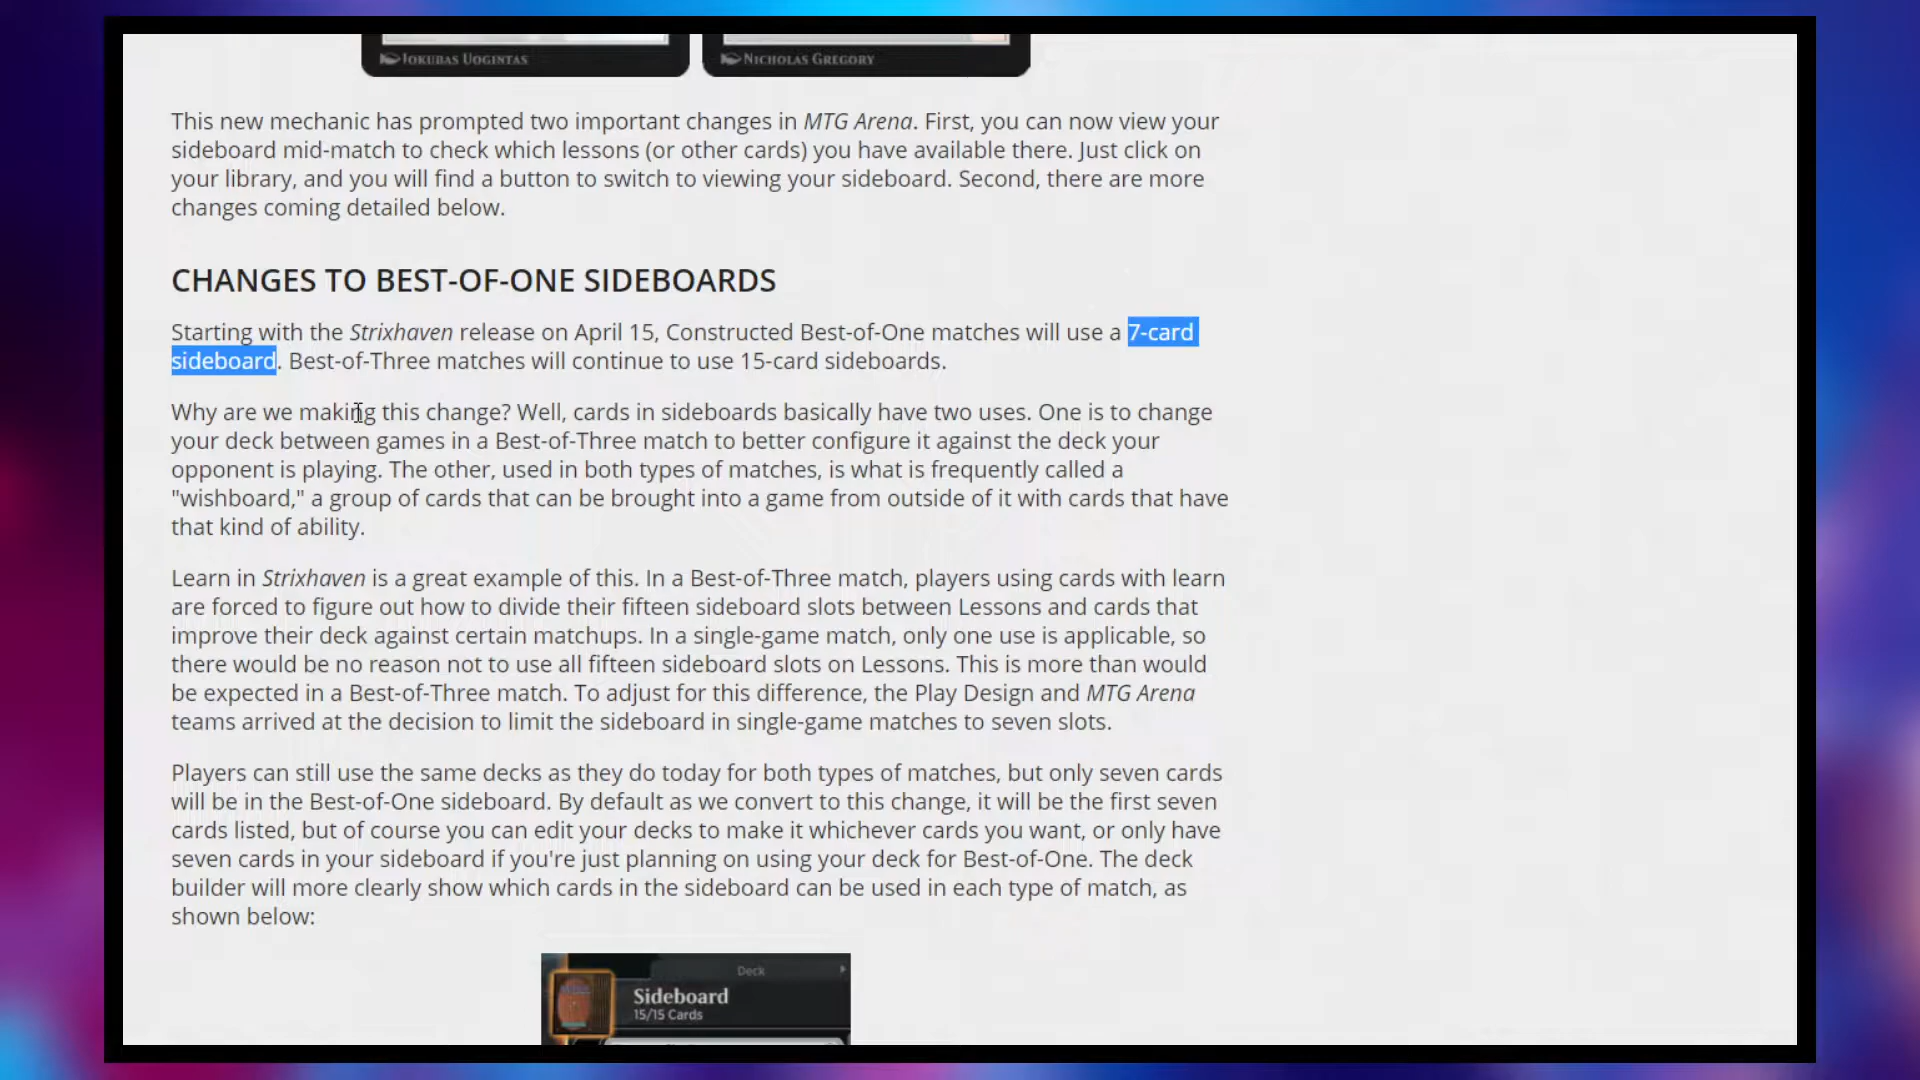 Iokubas Uogintas
Nicholas Gregory
This new mechanic has prompted two important changes in MTG Arena. First, you can now view your
sideboard mid-match to check which lessons (or other cards) you have available there. Just click on
your library, and you will find a button to switch to viewing your sideboard. Second, there are more
changes coming detailed below.
CHANGES TO BEST-OF-ONE SIDEBOARDS
Starting with the Strixhaven release on April 15, Constructed Best-of-One matches will use a 7-card
sideboard. Best-of-Three matches will continue to use 15-card sideboards.
Why are we making this change? Well, cards in sideboards basically have two uses. One is to change
your deck between games in a Best-of-Three match to better configure it against the deck your
opponent is playing. The other, used in both types of matches, is what is frequently called a
"wishboard," a group of cards that can be brought into a game from outside of it with cards that have
that kind of ability.
Learn in Strixhaven is a great example of this. In a Best-of-Three match, players using cards with learn
are forced to figure out how to divide their fifteen sideboard slots between Lessons and cards that
improve their deck against certain matchups. In a single-game match, only one use is applicable, so
there would be no reason not to use all fifteen sideboard slots on Lessons. This is more than would
be expected in a Best-of-Three match. To adjust for this difference, the Play Design and MTG Arena
teams arrived at the decision to limit the sideboard in single-game matches to seven slots.
Players can still use the same decks as they do today for both types of matches, but only seven cards
will be in the Best-of-One sideboard. By default as we convert to this change, it will be the first seven
cards listed, but of course you can edit your decks to make it whichever cards you want, or only have
seven cards in your sideboard if you're just planning on using your deck for Best-of-One. The deck
builder will more clearly show which cards in the sideboard can be used in each type of match, as
shown below:
Deck
Sideboard
15/15 Cards